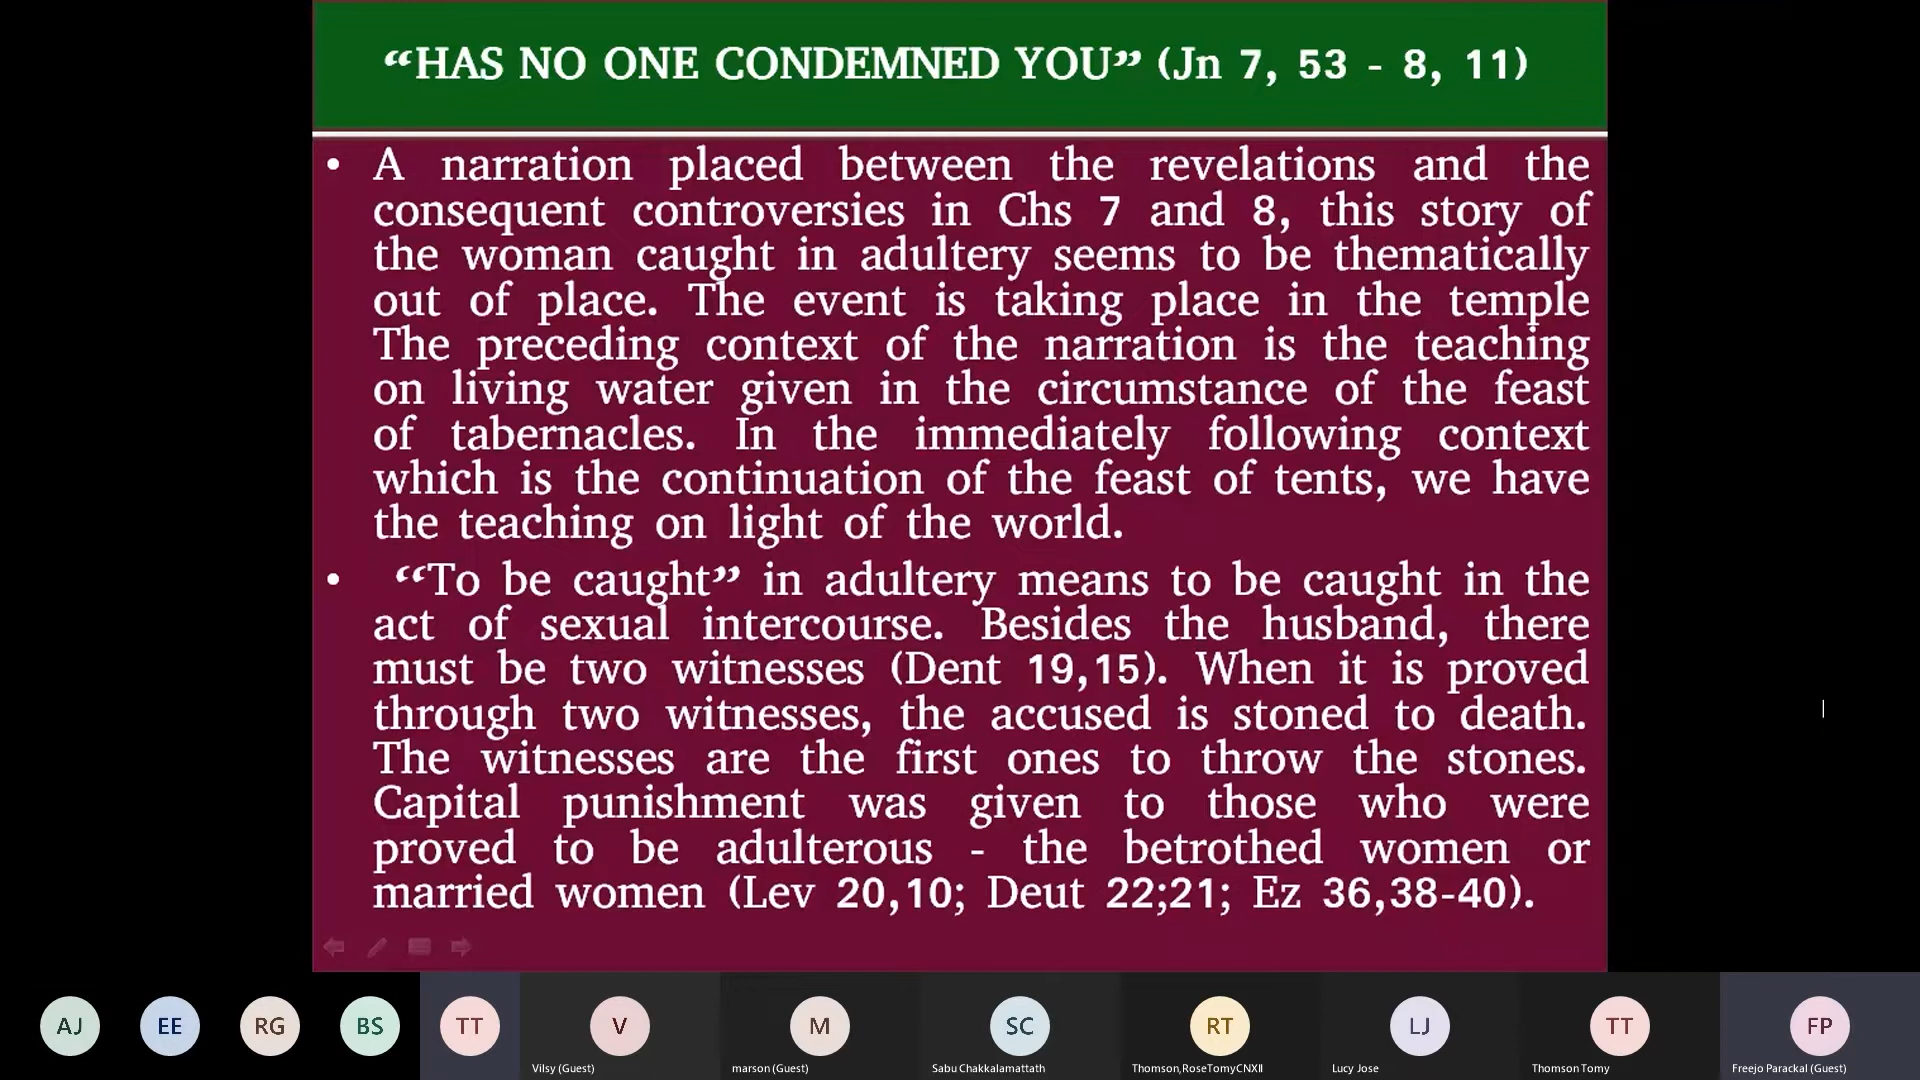 “HAS NO ONE CONDEMNED YOU” (Jn 7, 53 - 8, 11)
• A narration placed between the revelations and the
consequent controversies in Chs 7 and 8, this story of
the woman caught in adultery seems to be thematically
out of place. The event is taking place in the temple
The preceding context of the narration is the teaching
on living water given in the circumstance of the feast
of tabernacles. In the immediately following context
which is the continuation of the feast of tents, we have
the teaching on light of the world.
• “To be caught” in adultery means to be caught in the
act of sexual intercourse. Besides the husband, there
must be two witnesses (Dent 19,15). When it is proved
through two witnesses, the accused is stoned to death.
The witnesses are the first ones to throw the stones.
Capital punishment was given to those who were
proved to be adulterous - the betrothed women or
married women (Lev 20,10; Deut 22;21; Ez 36,38-40).
AJ EE RG BS TT V M SC RT LJ TT FP
Vilsy (Guest) marson (Guest) Sabu Chakkalamattath Thomson,RoseTomyCNXII Lucy Jose Thomson Tomy Freejo Parackal (Guest)